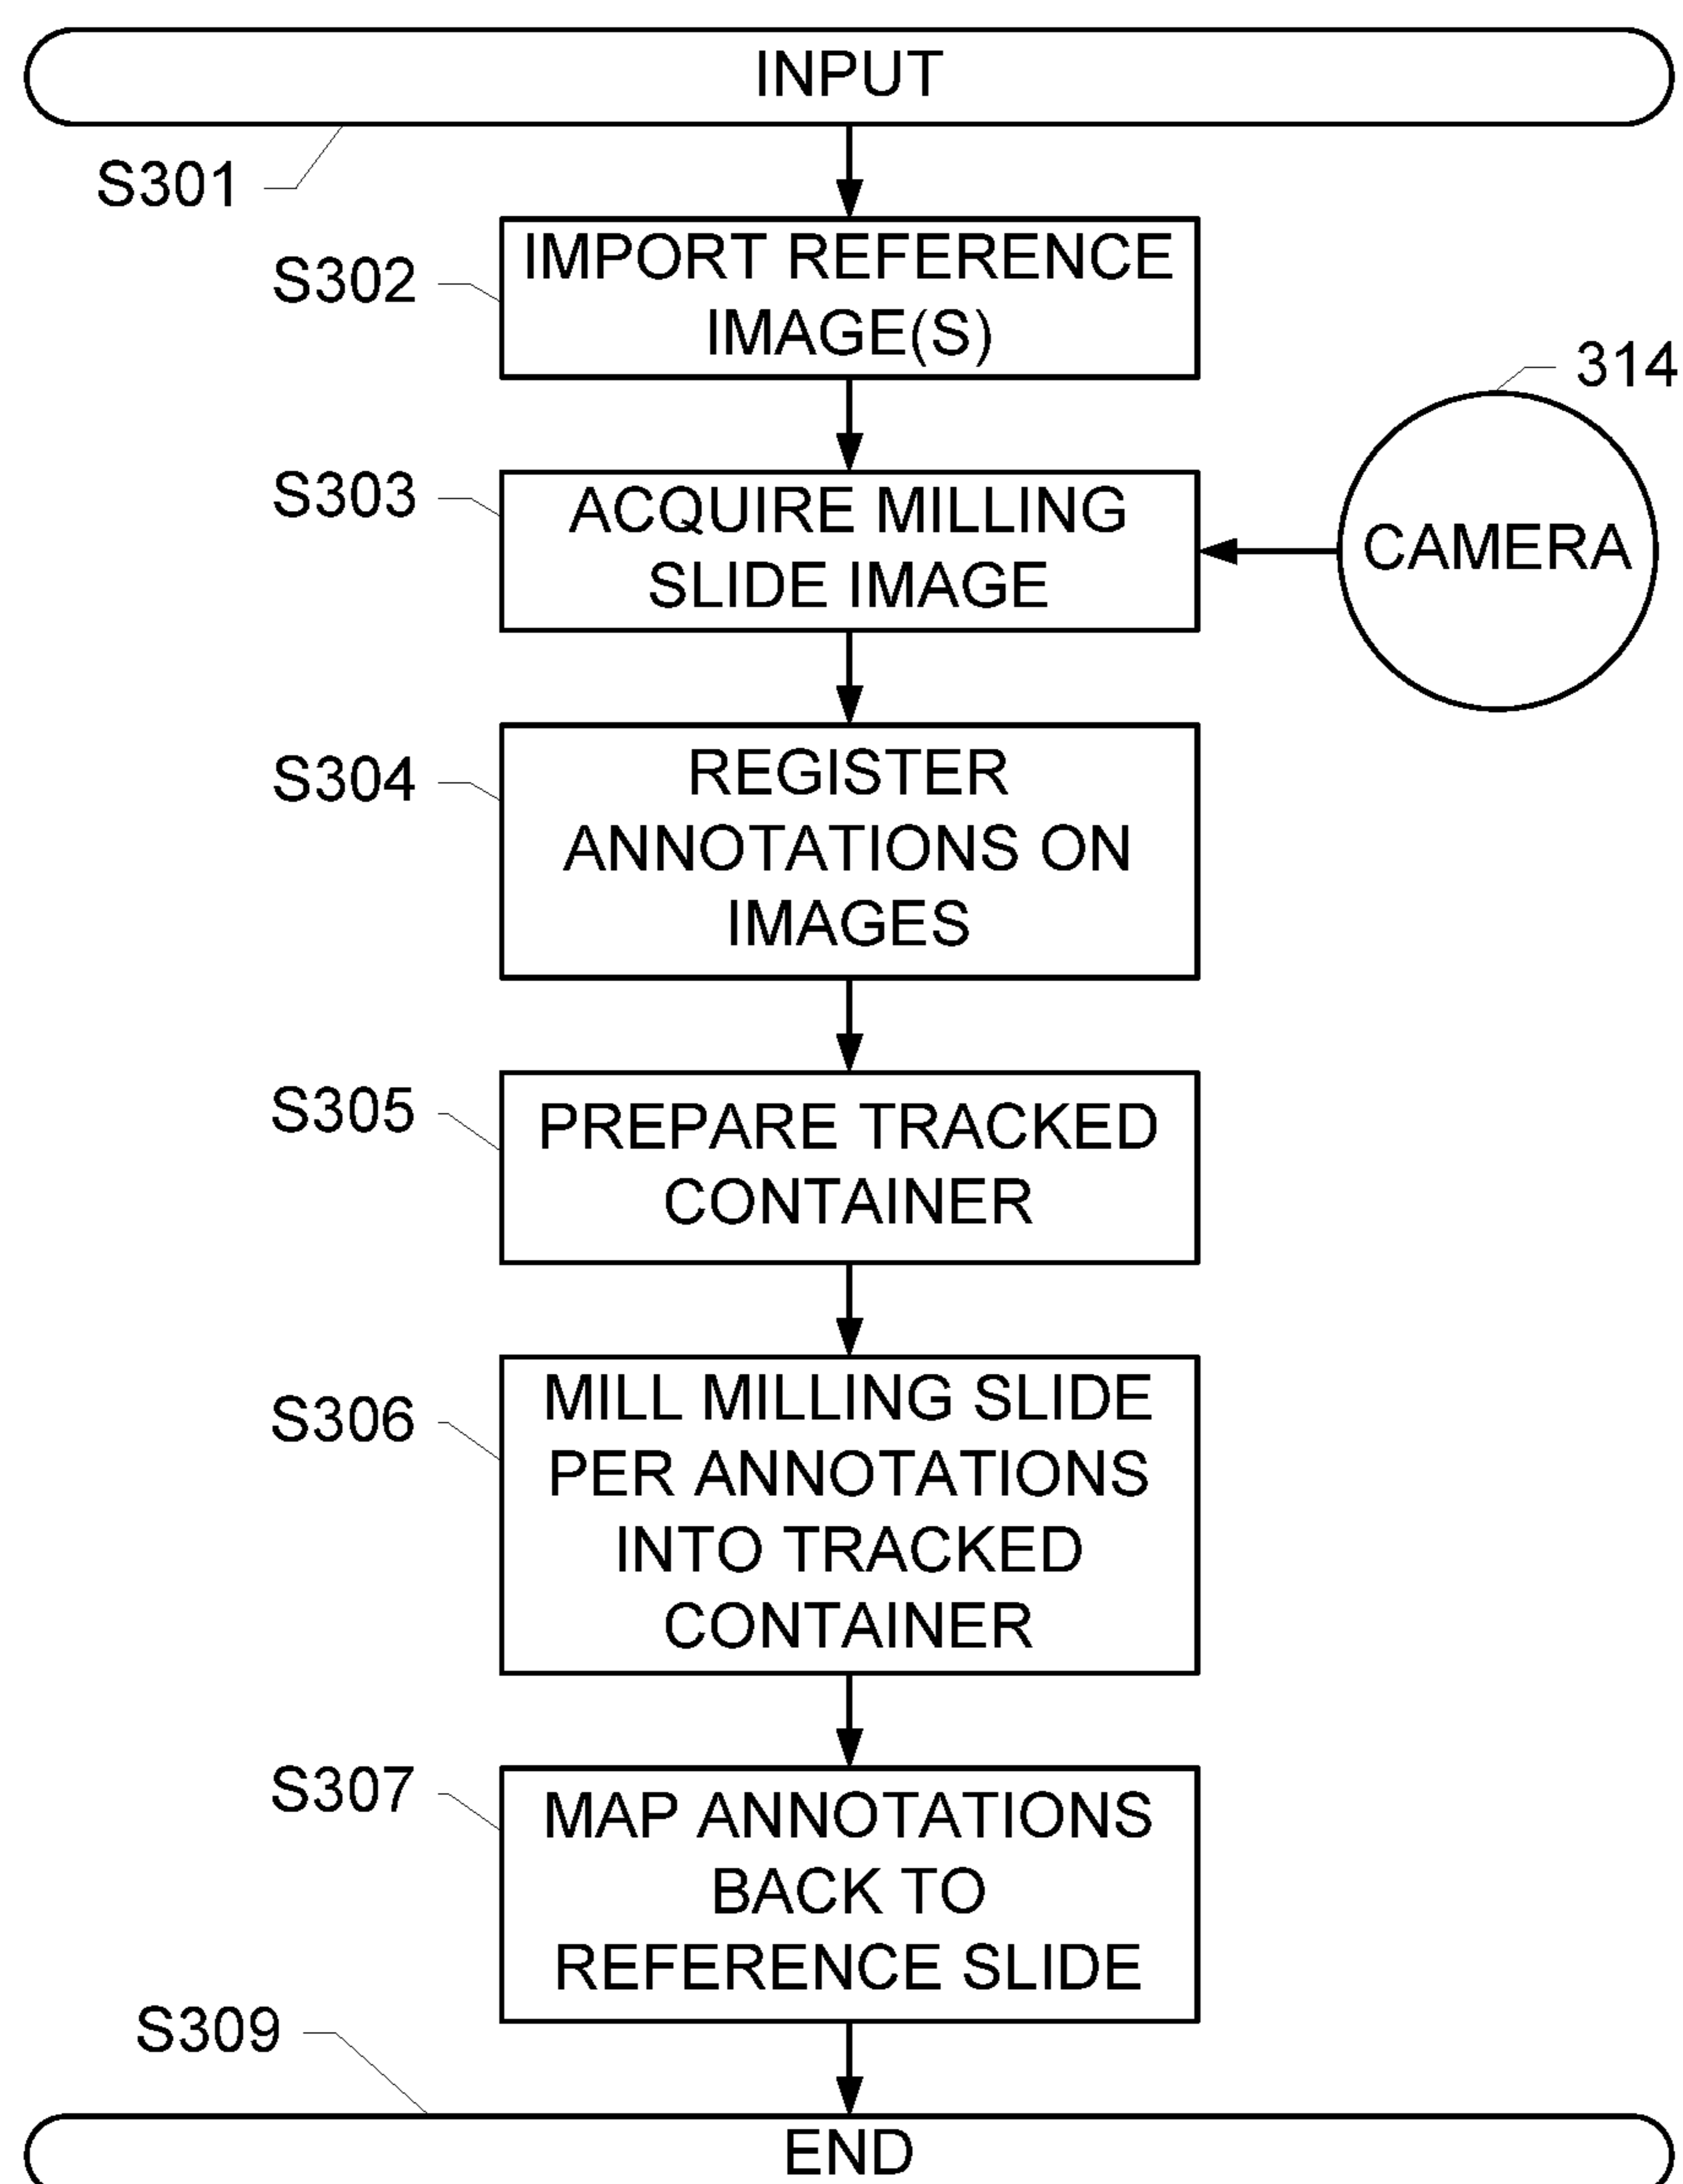 INPUT
S301
S302
IMPORT REFERENCE
IMAGE(S)
314
S303
ACQUIRE MILLING
SLIDE IMAGE
CAMERA
S304
REGISTER
ANNOTATIONS ON
IMAGES
S305
PREPARE TRACKED
CONTAINER
S306
MILL MILLING SLIDE
PER ANNOTATIONS
INTO TRACKED
CONTAINER
S307
MAP ANNOTATIONS
BACK TO
REFERENCE SLIDE
S309
END